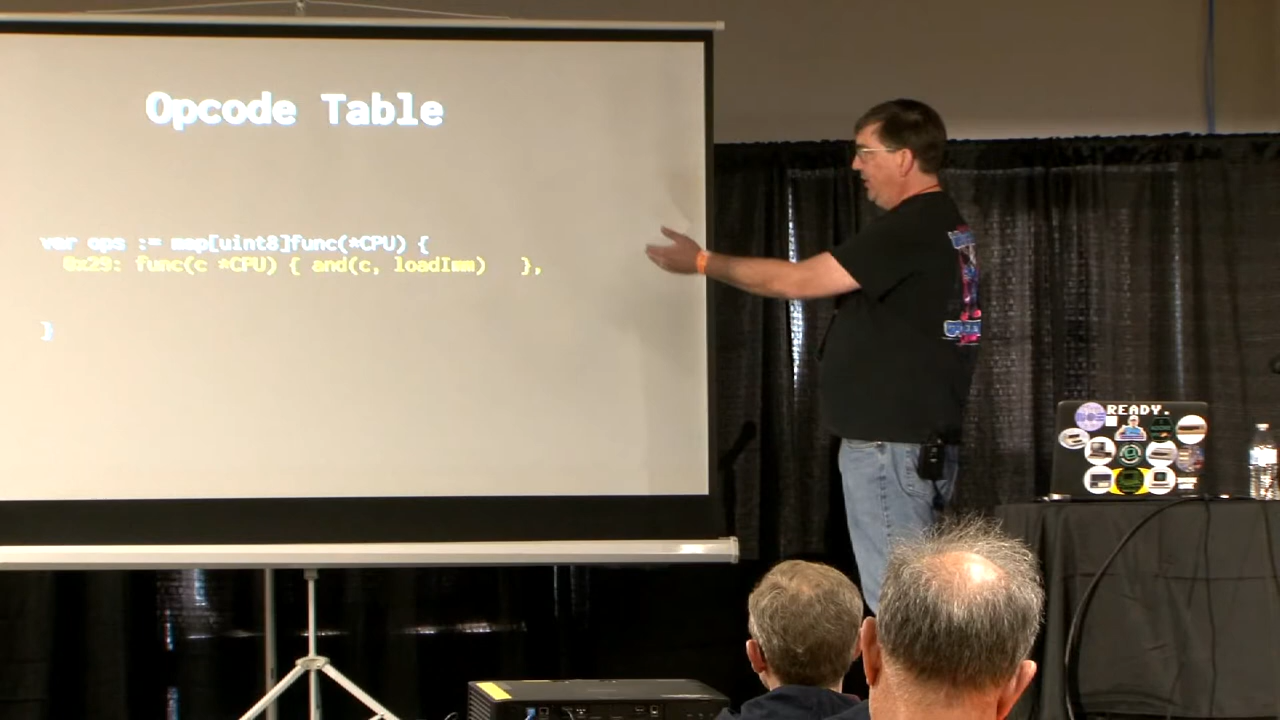 Opcode Table
var ops := map[uint8]func(*CPU) {
0x29: func(c *CPU) { and(c, loadImm) },
}
READY.